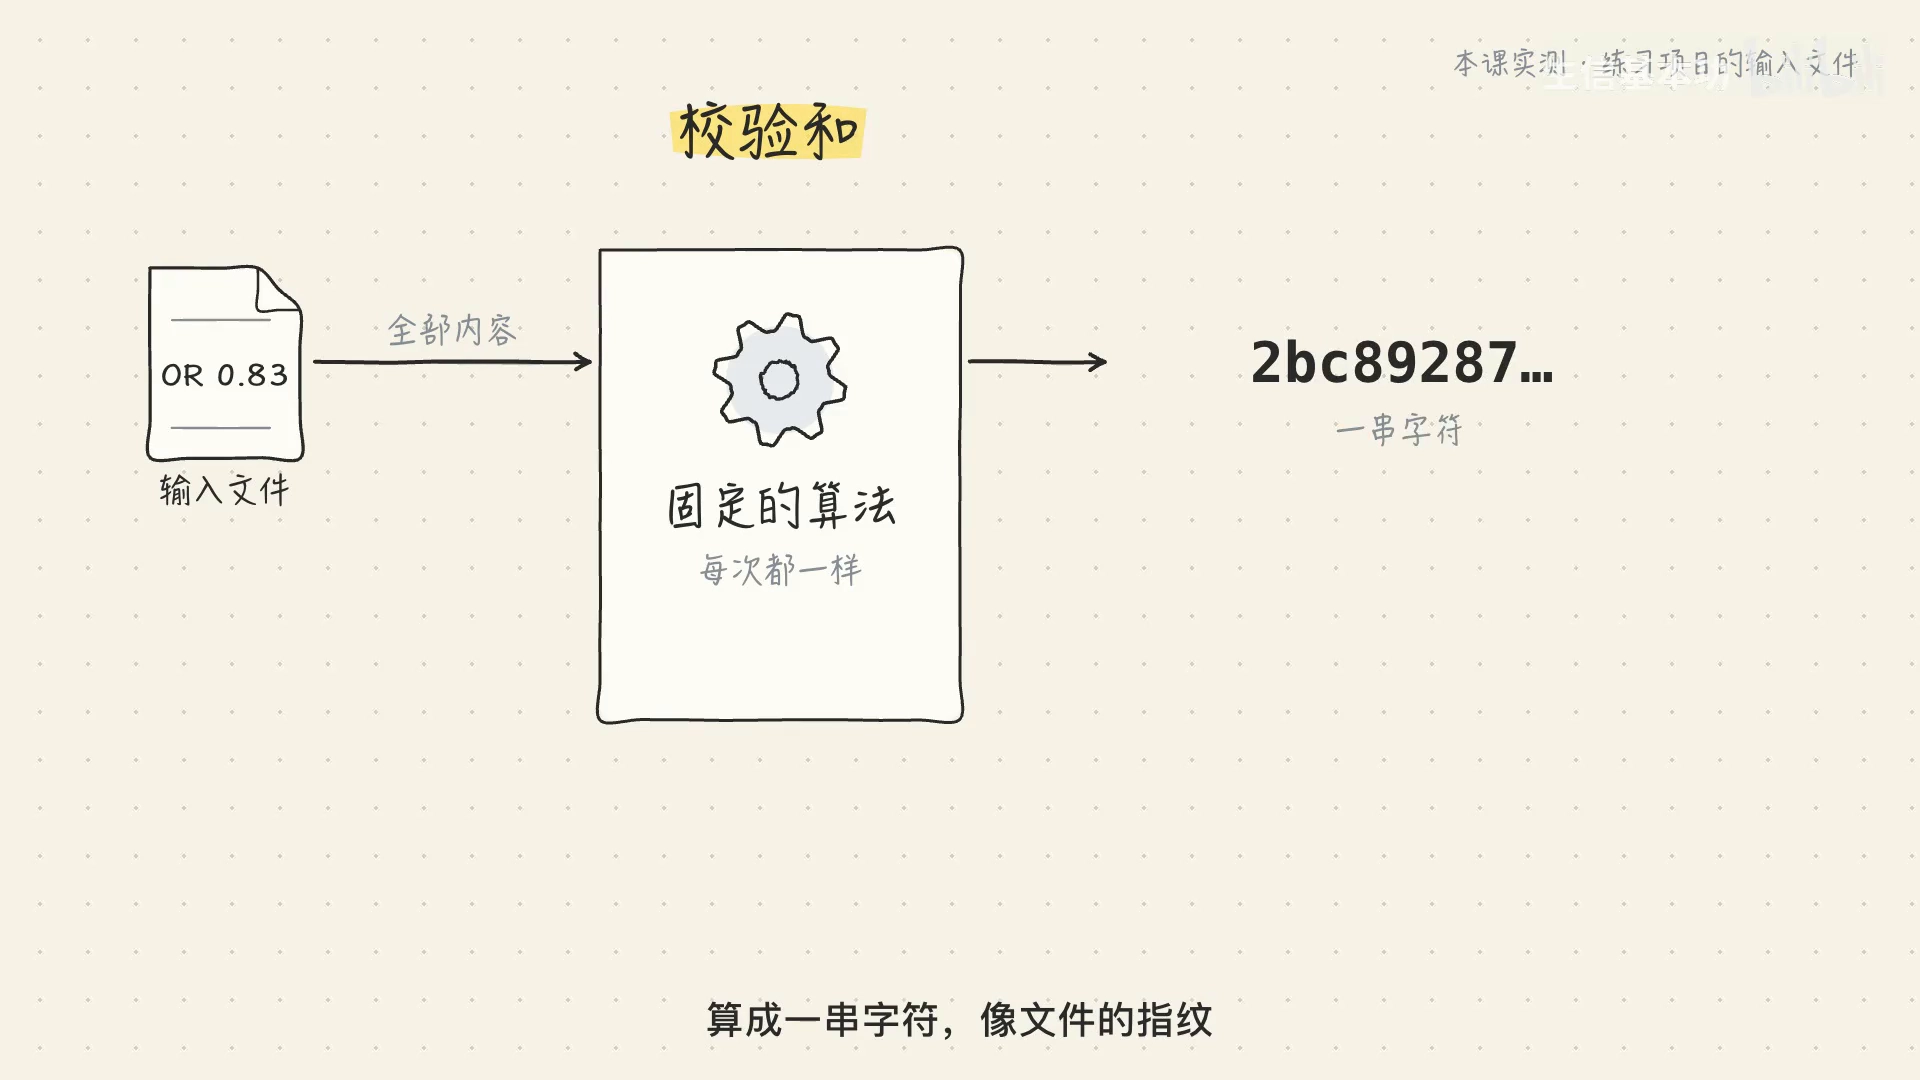 本课实测·练习项目的输入文件
校验和
全部内容
OR 0.83
输入文件
固定的算法
每次都一样
2bc89287…
一串字符
算成一串字符，像文件的指纹